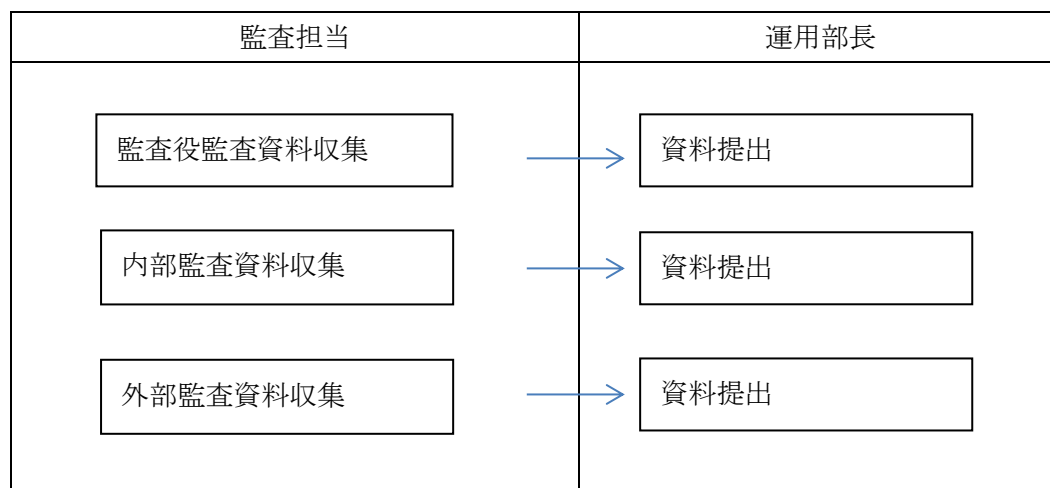 監査担当
運用部長
監査役監査資料収集
資料提出
内部監査資料収集
資料提出
外部監査資料収集
資料提出